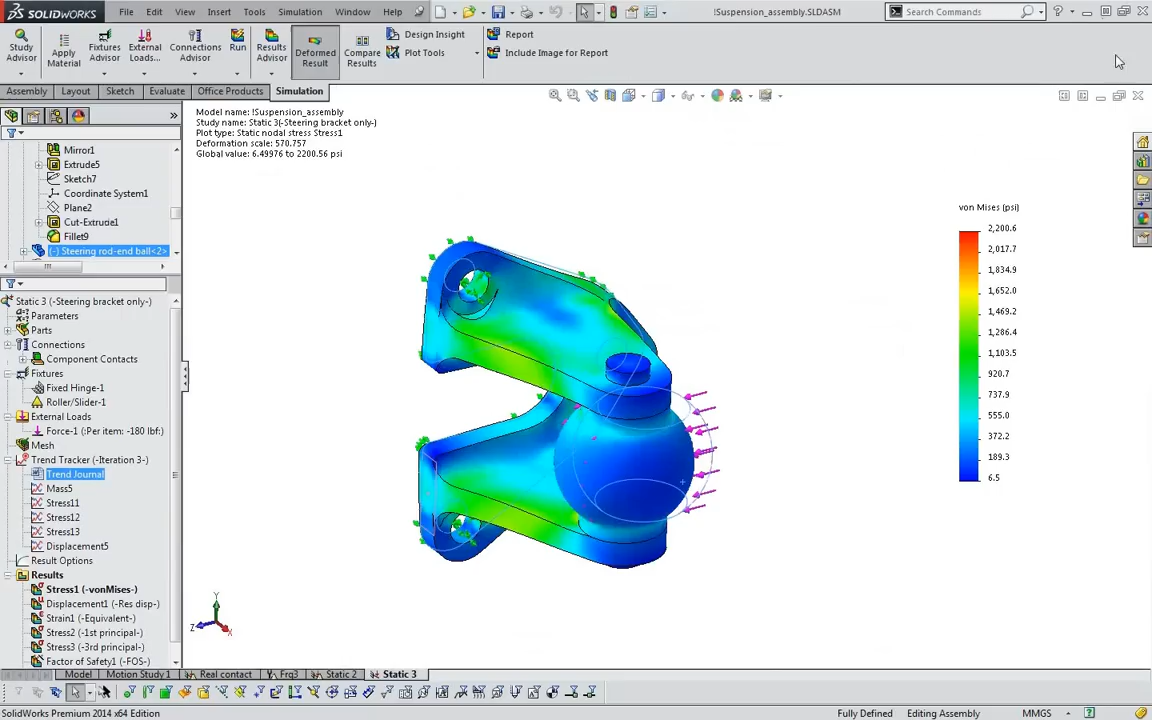 SOLIDWORKS File Edit View Insert Tools Simulation Window Help !Suspension_assembly.SLDASM Search Commands
Study Advisor
Apply Material
Fixtures Advisor
External Loads...
Connections Advisor
Run
Results Advisor
Deformed Result
Compare Results
Design Insight
Plot Tools
Report
Include Image for Report
Assembly Layout Sketch Evaluate Office Products Simulation
Mirror1
Extrude5
Sketch7
Coordinate System1
Plane2
Cut-Extrude1
Fillet9
(-) Steering rod-end ball<2>
Static 3 (-Steering bracket only-)
Parameters
Parts
Connections
Component Contacts
Fixtures
Fixed Hinge-1
Roller/Slider-1
External Loads
Force-1 (:Per item: -180 lbf:)
Mesh
Trend Tracker (-Iteration 3-)
Trend Journal
Mass5
Stress11
Stress12
Stress13
Displacement5
Result Options
Results
Stress1 (-vonMises-)
Displacement1 (-Res disp-)
Strain1 (-Equivalent-)
Stress2 (-1st principal-)
Stress3 (-3rd principal-)
Factor of Safety1 (-FOS-)
Model name: !Suspension_assembly
Study name: Static 3(-Steering bracket only-)
Plot type: Static nodal stress Stress1
Deformation scale: 570.757
Global value: 6.49976 to 2200.56 psi
von Mises (psi)
2,200.6
2,017.7
1,834.9
1,652.0
1,469.2
1,286.4
1,103.5
920.7
737.9
555.0
372.2
189.3
6.5
Y
Z
X
Model Motion Study 1 Real contact Frq3 Static 2 Static 3
SolidWorks Premium 2014 x64 Edition Fully Defined Editing Assembly MMGS